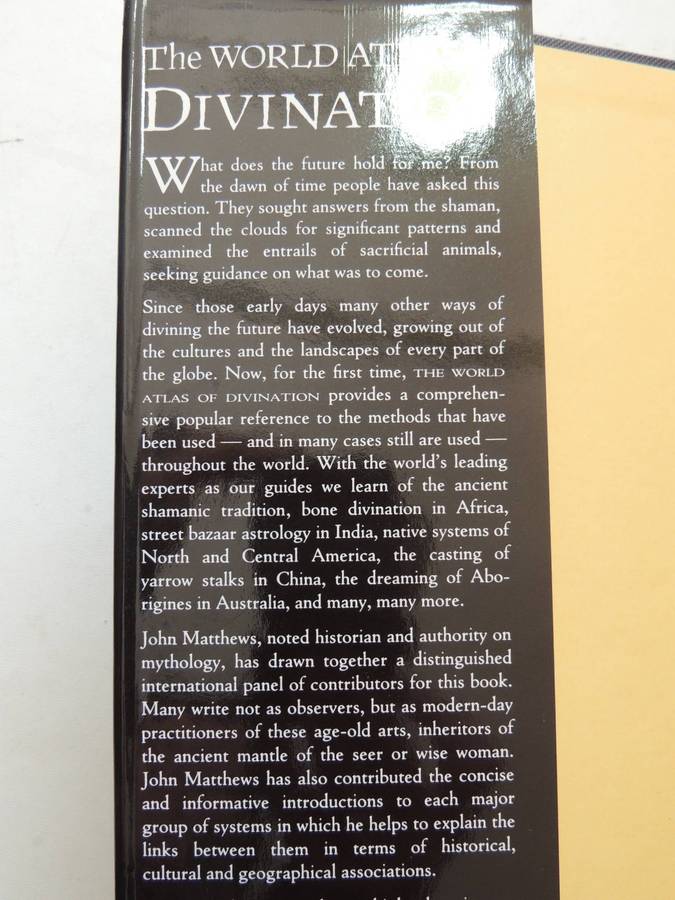 The WORLD AT
DIVINAT
What does the future hold for me? From
the dawn of time people have asked this
question. They sought answers from the shaman,
scanned the clouds for significant patterns and
examined the entrails of sacrificial animals,
seeking guidance on what was to come.
Since those early days many other ways of
divining the future have evolved, growing out of
the cultures and the landscapes of every part of
the globe. Now, for the first time, THE WORLD
ATLAS OF DIVINATION provides a comprehen-
sive popular reference to the methods that have
been used — and in many cases still are used —
throughout the world. With the world's leading
experts as our guides we learn of the ancient
shamanic tradition, bone divination in Africa,
street bazaar astrology in India, native systems of
North and Central America, the casting of
yarrow stalks in China, the dreaming of Abo-
rigines in Australia, and many, many more.
John Matthews, noted historian and authority on
mythology, has drawn together a distinguished
international panel of contributors for this book.
Many write not as observers, but as modern-day
practitioners of these age-old arts, inheritors of
the ancient mantle of the seer or wise woman.
John Matthews has also contributed the concise
and informative introductions to each major
group of systems in which he helps to explain the
links between them in terms of historical,
cultural and geographical associations.